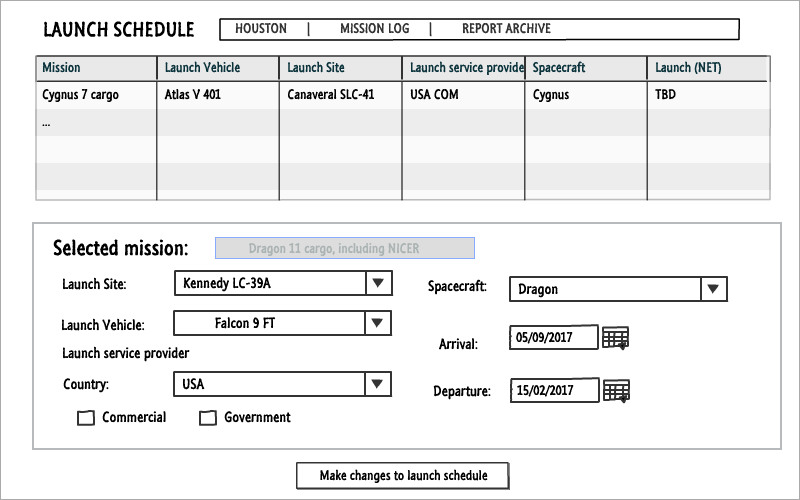 LAUNCH SCHEDULE
HOUSTON | MISSION LOG | REPORT ARCHIVE
Mission Launch Vehicle Launch Site Launch service provide Spacecraft Launch (NET)
Cygnus 7 cargo Atlas V 401 Canaveral SLC-41 USA COM Cygnus TBD
...
Selected mission: Dragon 11 cargo, including NICER
Launch Site: Kennedy LC-39A Spacecraft: Dragon
Launch Vehicle: Falcon 9 FT
Arrival: 05/09/2017
Launch service provider
Country: USA Departure: 15/02/2017
Commercial Government
Make changes to launch schedule